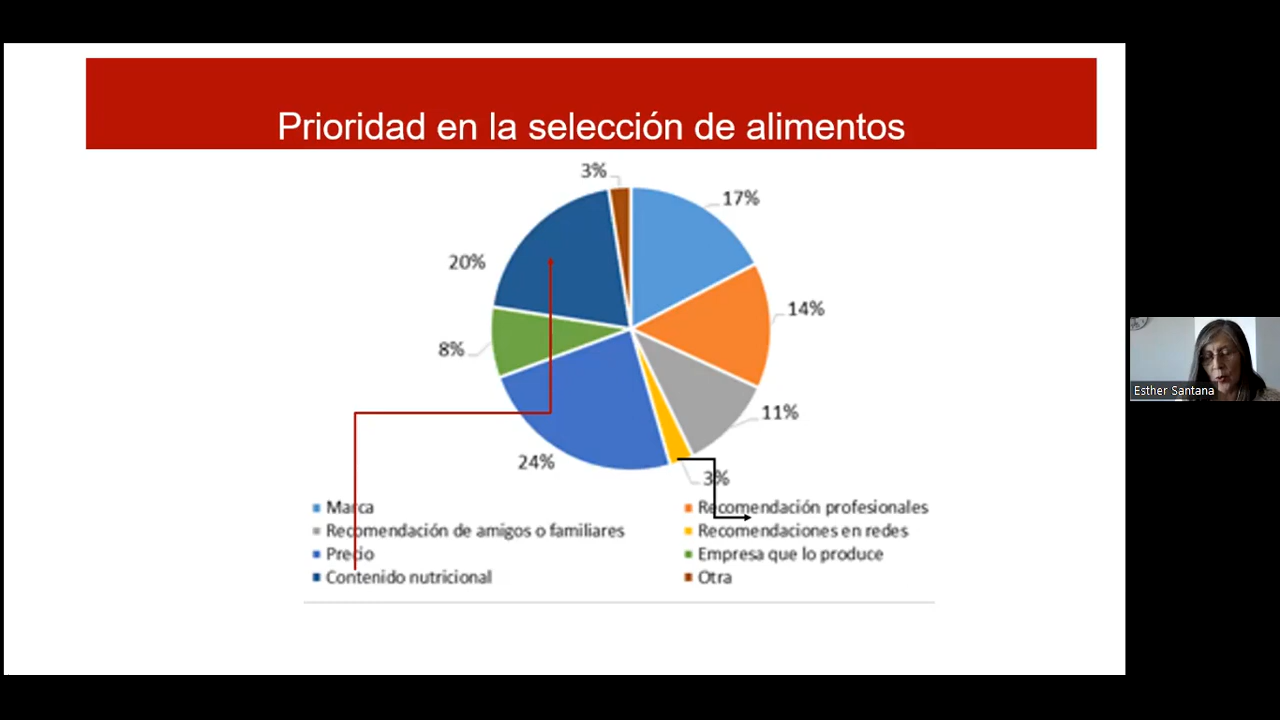 Prioridad en la selección de alimentos
3%
17%
20%
14%
8%
11%
24%
3%
Marca
Recomendación profesionales
Recomendación de amigos o familiares
Recomendaciones en redes
Precio
Empresa que lo produce
Contenido nutricional
Otra
Esther Santana